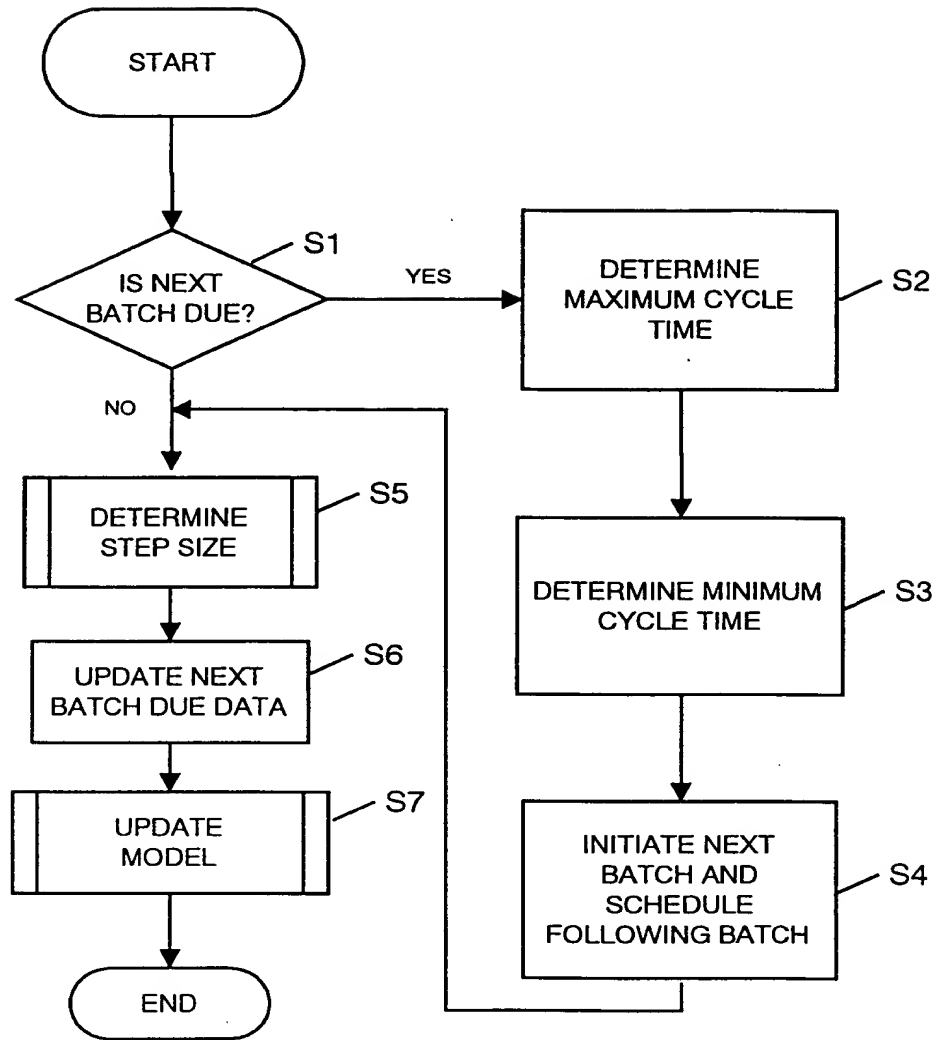 START
IS NEXT
BATCH DUE?
S1
YES
NO
DETERMINE
MAXIMUM CYCLE
TIME
S2
DETERMINE MINIMUM
CYCLE TIME
S3
INITIATE NEXT
BATCH AND
SCHEDULE
FOLLOWING BATCH
S4
DETERMINE
STEP SIZE
S5
UPDATE NEXT
BATCH DUE DATA
S6
UPDATE
MODEL
S7
END